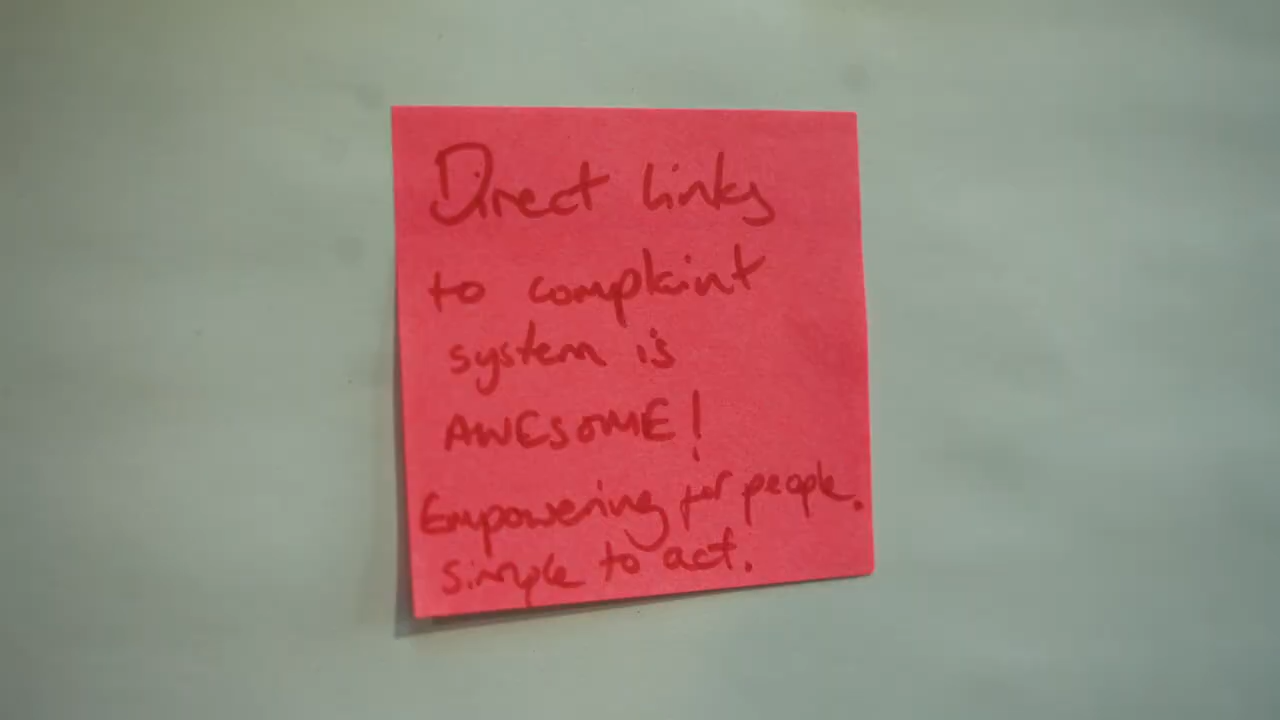 Direct links
to complaint
system is
AWESOME!
Empowering for people.
simple to act.